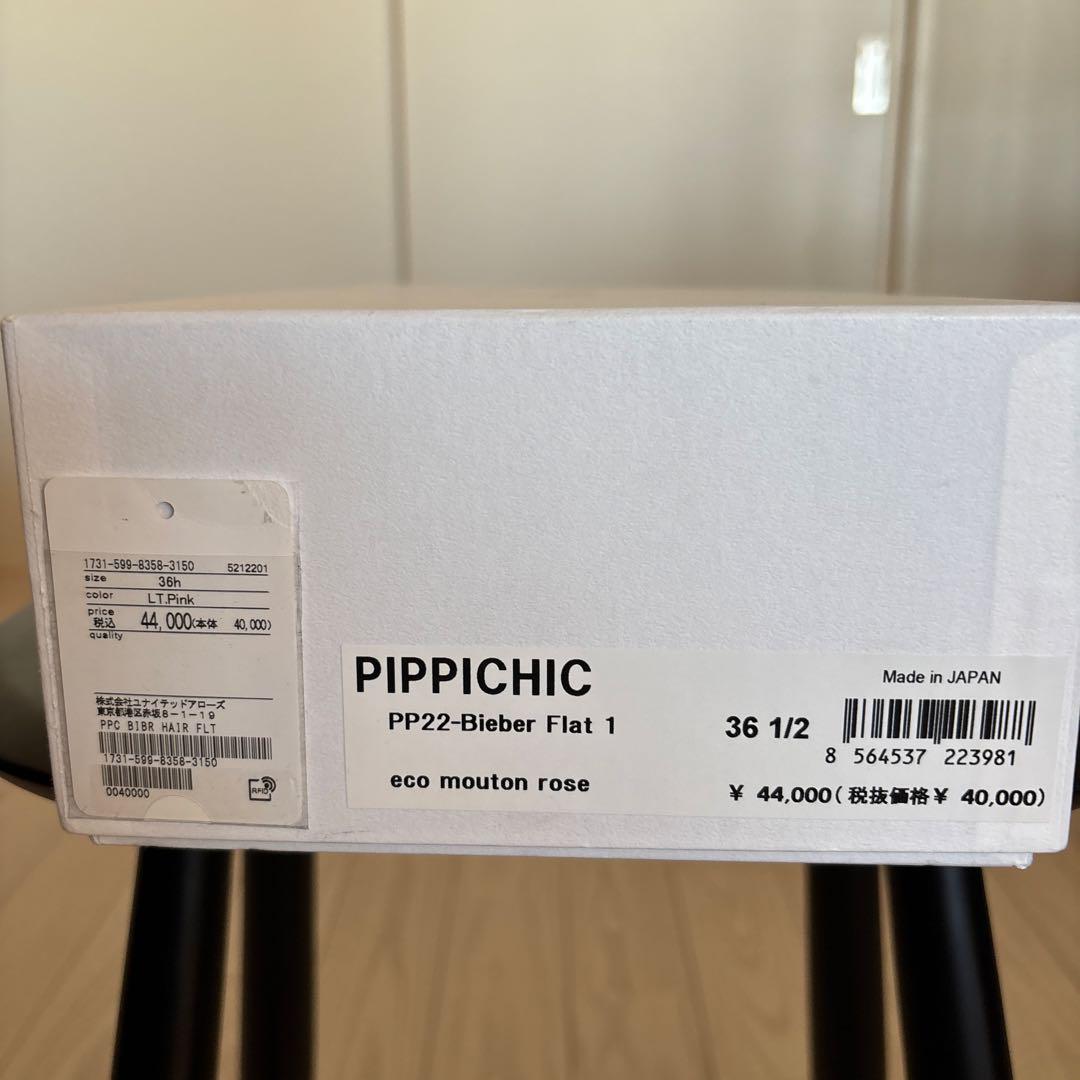 A
1731-599-8358-3150 5212201
size 36h
color LT.Pink
price
税込 44,000(本体 40,000)
quality
株式会社ユナイテッドアローズ
東京都港区赤坂8-1-19
PPC BIBR HAIR FLT
1731-599-8358-3150
0040000
RFID
PIPPICHIC
PP22-Bieber Flat 1
eco mouton rose
36 1/2
Made in JAPAN
8 564537 223981
¥ 44,000(税抜価格¥ 40,000)